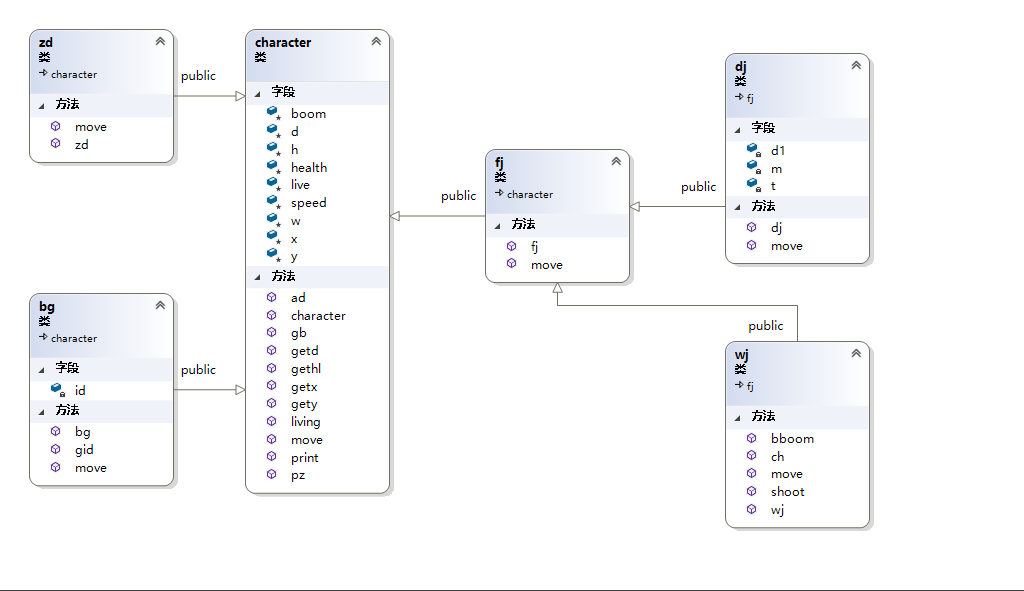 zd
类
character
方法
move
zd
public
character
类
字段
boom
d
h
health
live
speed
w
x
y
方法
ad
character
gb
getd
gethl
getx
gety
living
move
print
pz
bg
类
character
字段
id
方法
bg
gid
move
public
fj
类
character
方法
fj
move
public
dj
类
fj
字段
d1
m
t
方法
dj
move
public
wj
类
fj
方法
bboom
ch
move
shoot
wj
public